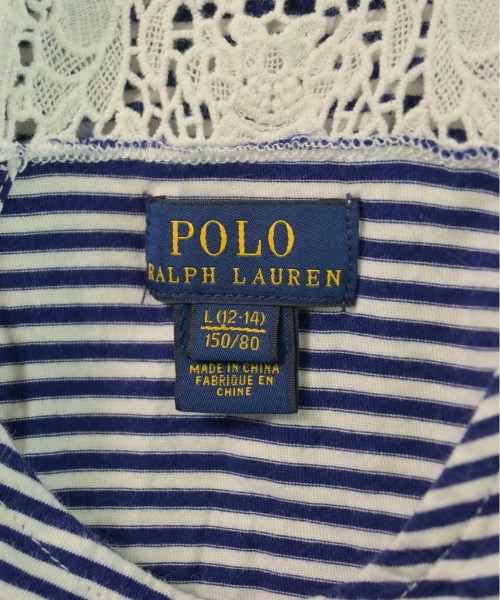 POLO
RALPH LAUREN
L (12-14)
150/80
MADE IN CHINA
FABRIQUE EN
CHINE